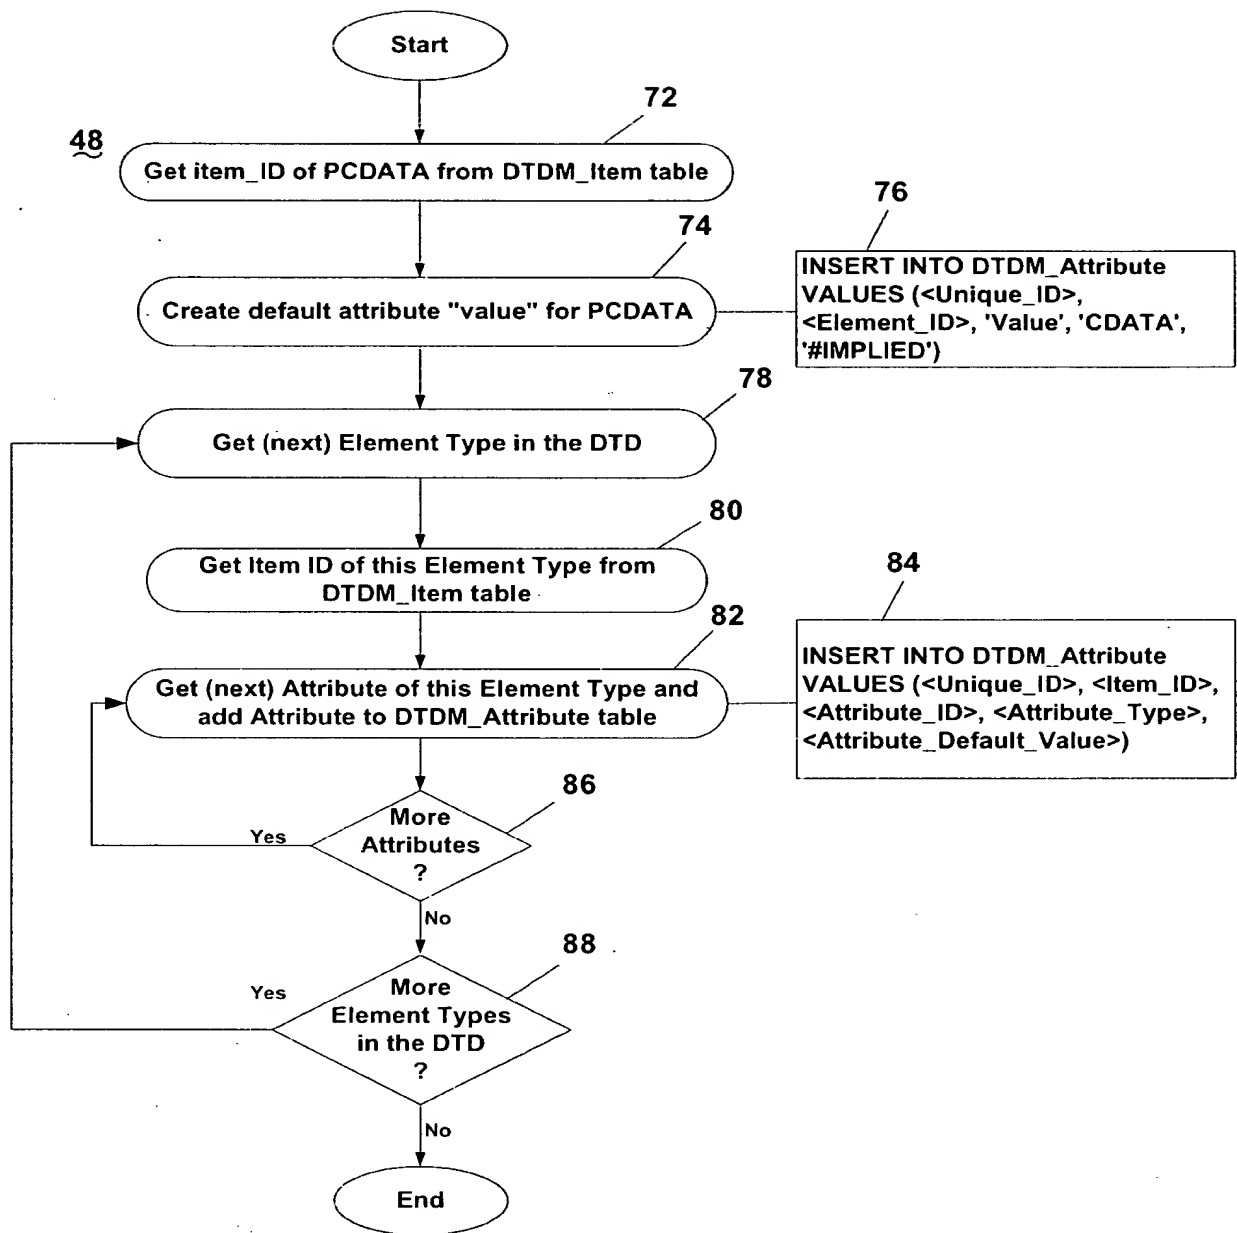 Start
72
48
Get item_ID of PCDATA from DTDM_Item table
76
74
INSERT INTO DTDM_Attribute
VALUES (<Unique_ID>,
<Element_ID>, 'Value', 'CDATA',
'#IMPLIED')
Create default attribute "value" for PCDATA
78
Get (next) Element Type in the DTD
80
Get Item ID of this Element Type from
DTDM_Item table
84
82
INSERT INTO DTDM_Attribute
VALUES (<Unique_ID>, <Item_ID>,
<Attribute_ID>, <Attribute_Type>,
<Attribute_Default_Value>)
Get (next) Attribute of this Element Type and
add Attribute to DTDM_Attribute table
86
More
Attributes
?
Yes
No
88
More
Element Types
in the DTD
?
Yes
No
End